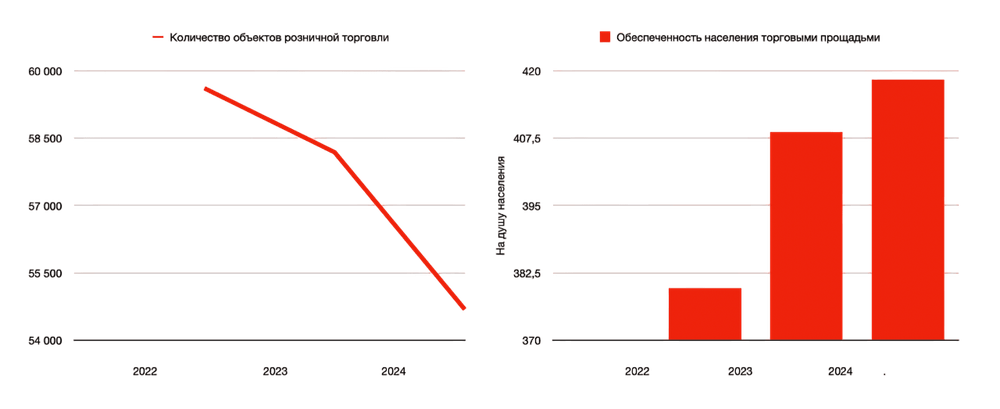 Количество объектов розничной торговли
60 000
58 500
57 000
55 500
54 000
2022 2023 2024
Обеспеченность населения торговыми прощадьми
На душу населения
420
407,5
395
382,5
370
2022 2023 2024 .